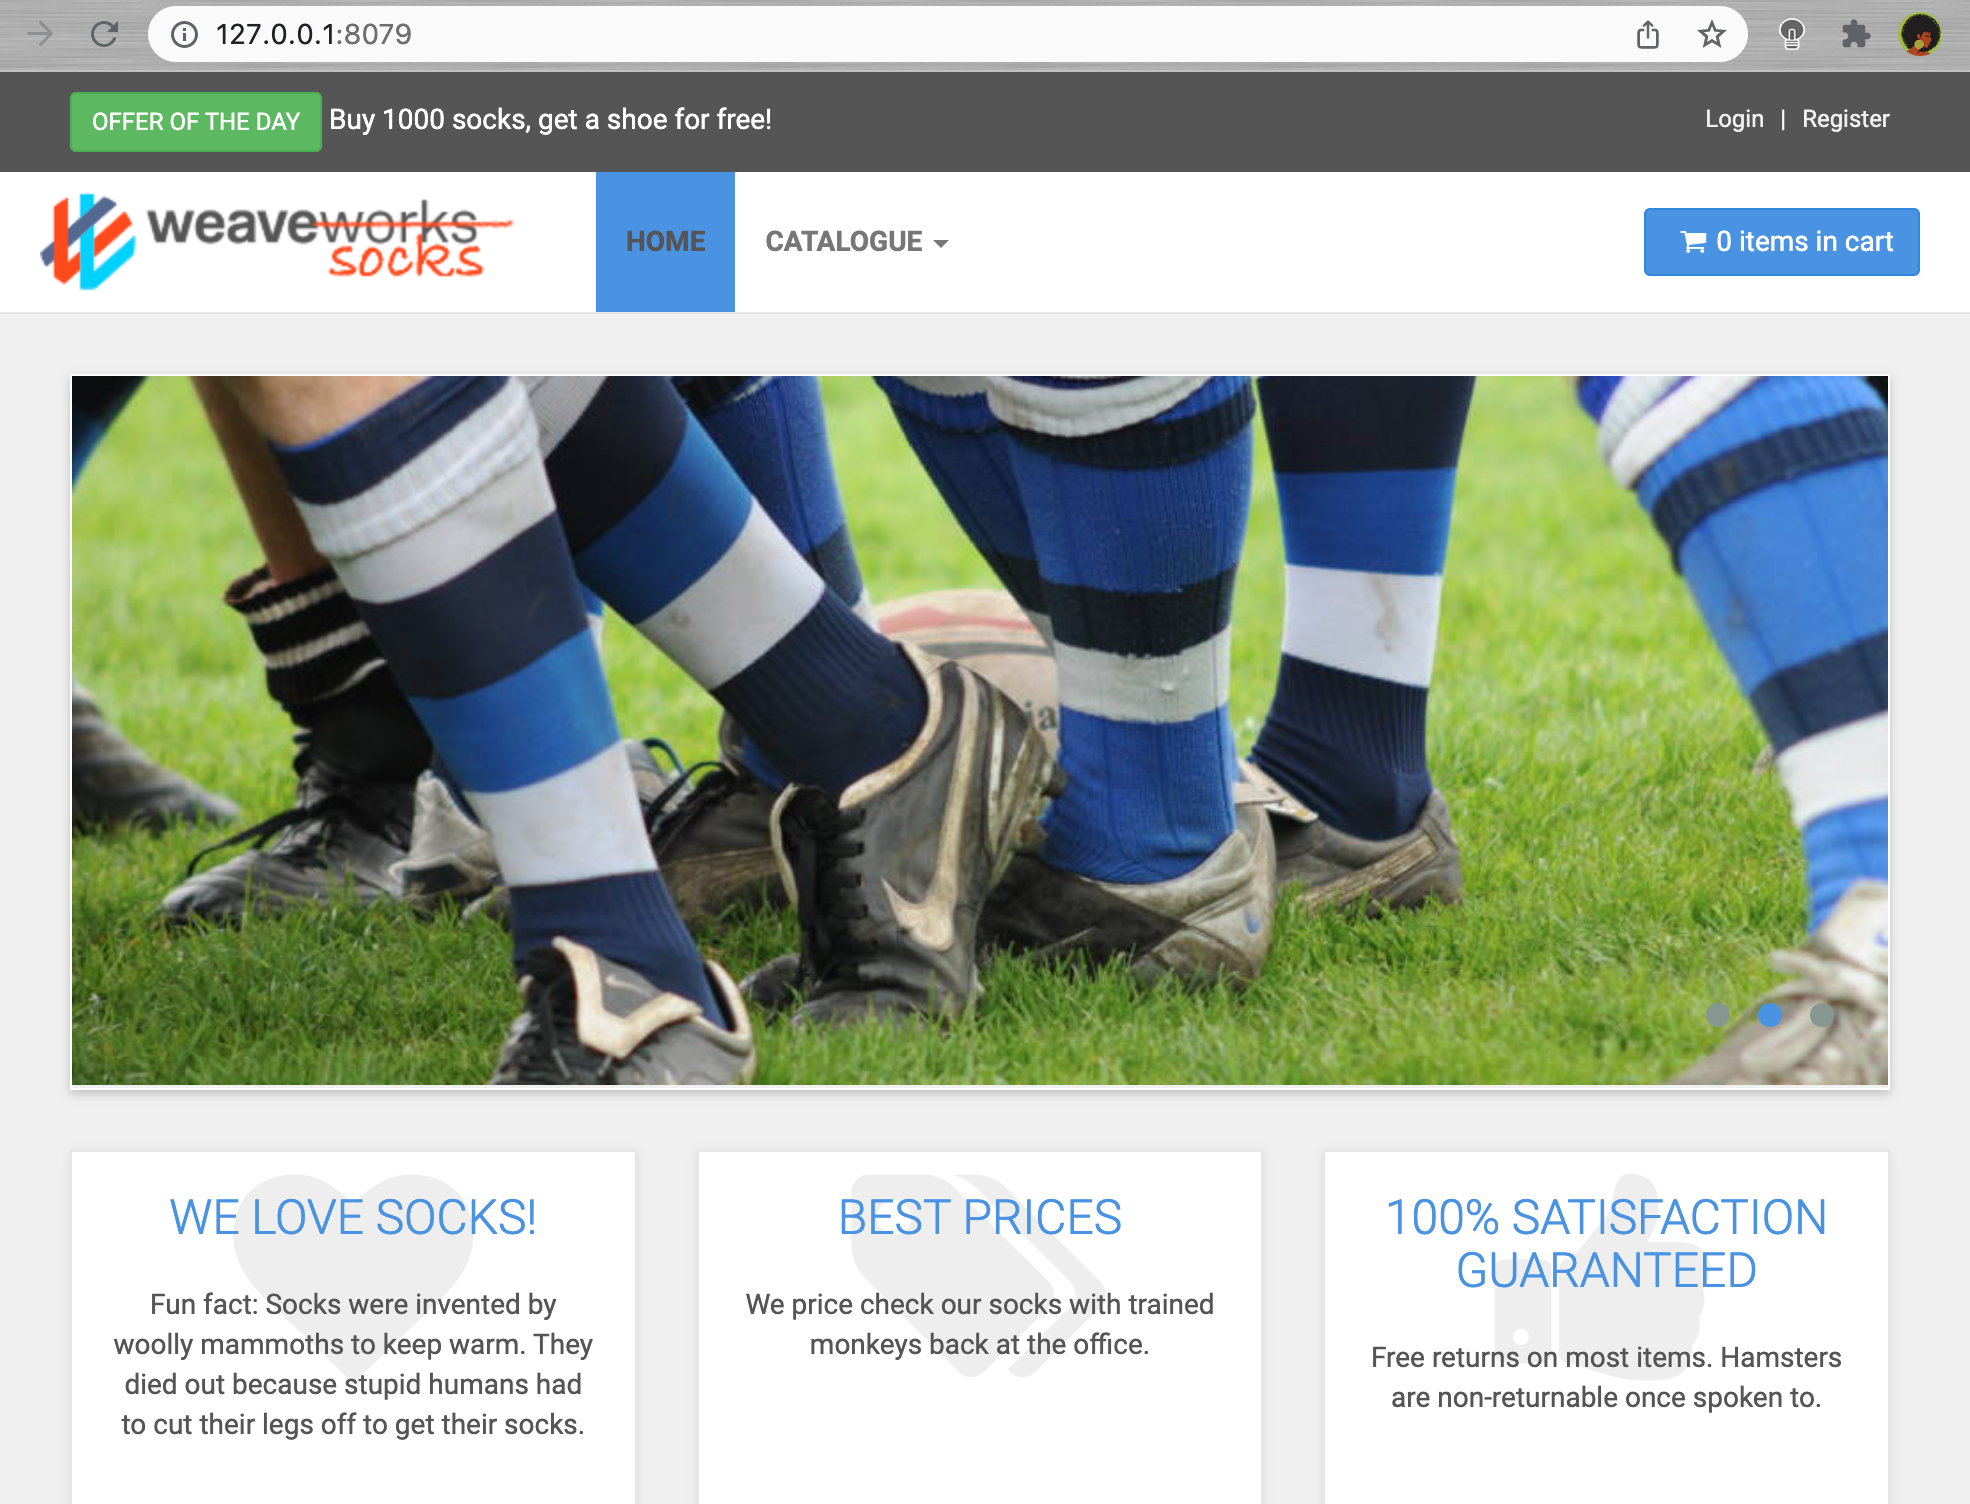 127.0.0.1:8079
OFFER OF THE DAY Buy 1000 socks, get a shoe for free!
Login | Register
weaveworks
socks
HOME
CATALOGUE
0 items in cart
ia
WE LOVE SOCKS!
Fun fact: Socks were invented by
woolly mammoths to keep warm. They
died out because stupid humans had
to cut their legs off to get their socks.
BEST PRICES
We price check our socks with trained
monkeys back at the office.
100% SATISFACTION
GUARANTEED
Free returns on most items. Hamsters
are non-returnable once spoken to.